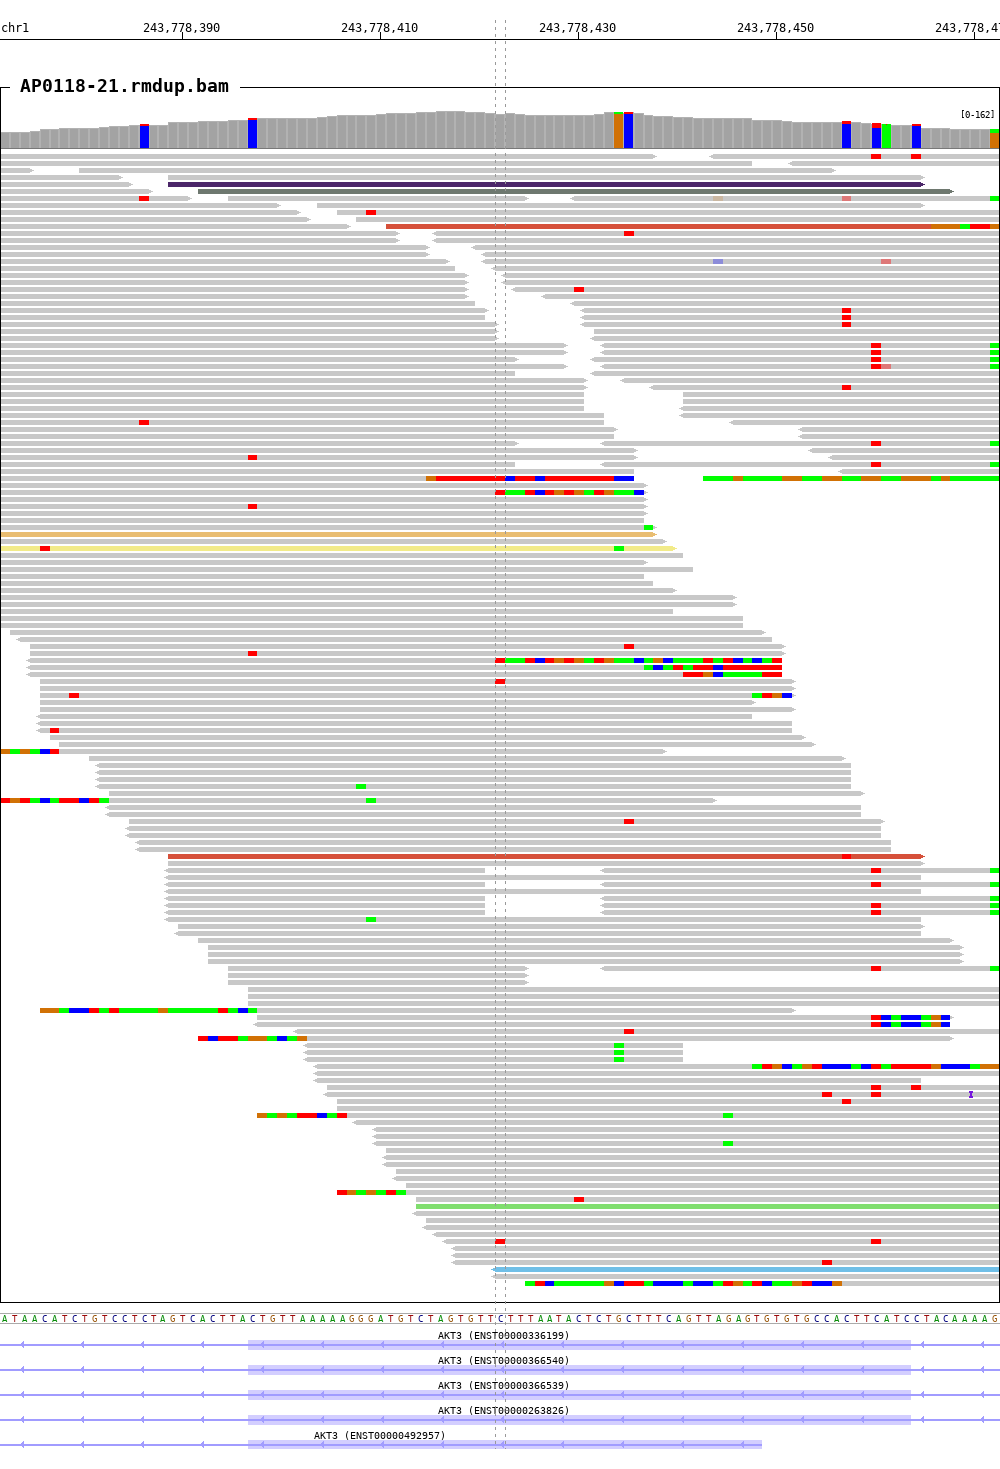 chr1
243,778,390 243,778,410 243,778,430 243,778,450 243,778,47
AP0118-21.rmdup.bam
[0-162]
ATAACATCTGTCCTCTAGTCACTTACTGTTAAAAAGGGATGTCTAGTGTTCTTTAATACTCTGCTTTCAGTTAGAGTGTGTGCCACTTCATCCTACAAAAG
AKT3 (ENST00000336199)
AKT3 (ENST00000366540)
AKT3 (ENST00000366539)
AKT3 (ENST00000263826)
AKT3 (ENST00000492957)